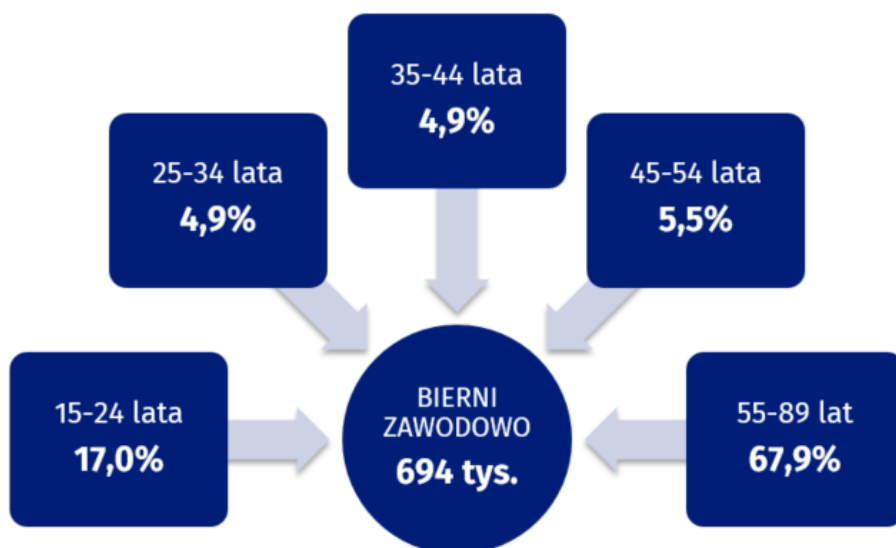 35-44 lata
4,9%
25-34 lata
4,9%
45-54 lata
5,5%
15-24 lata
17,0%
BIERNI
ZAWODOWO
694 tys.
55-89 lat
67,9%